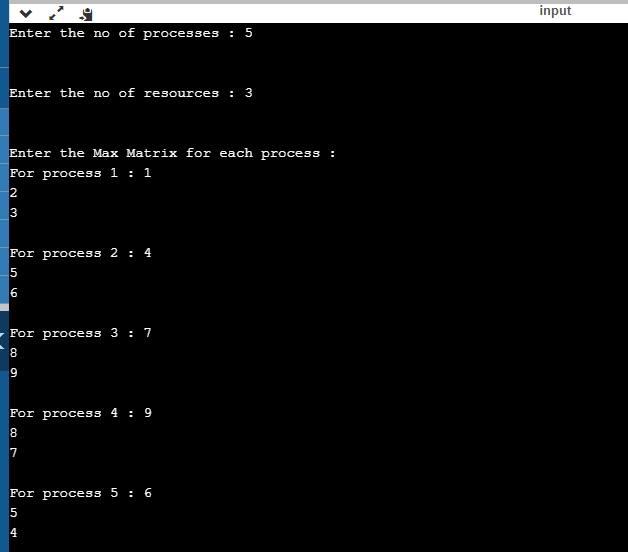 input
Enter the no of processes : 5
Enter the no of resources : 3
Enter the Max Matrix for each process :
For process 1 : 1
2
3
For process 2 : 4
5
6
For process 3 : 7
8
9
For process 4 : 9
8
7
For process 5 : 6
5
4